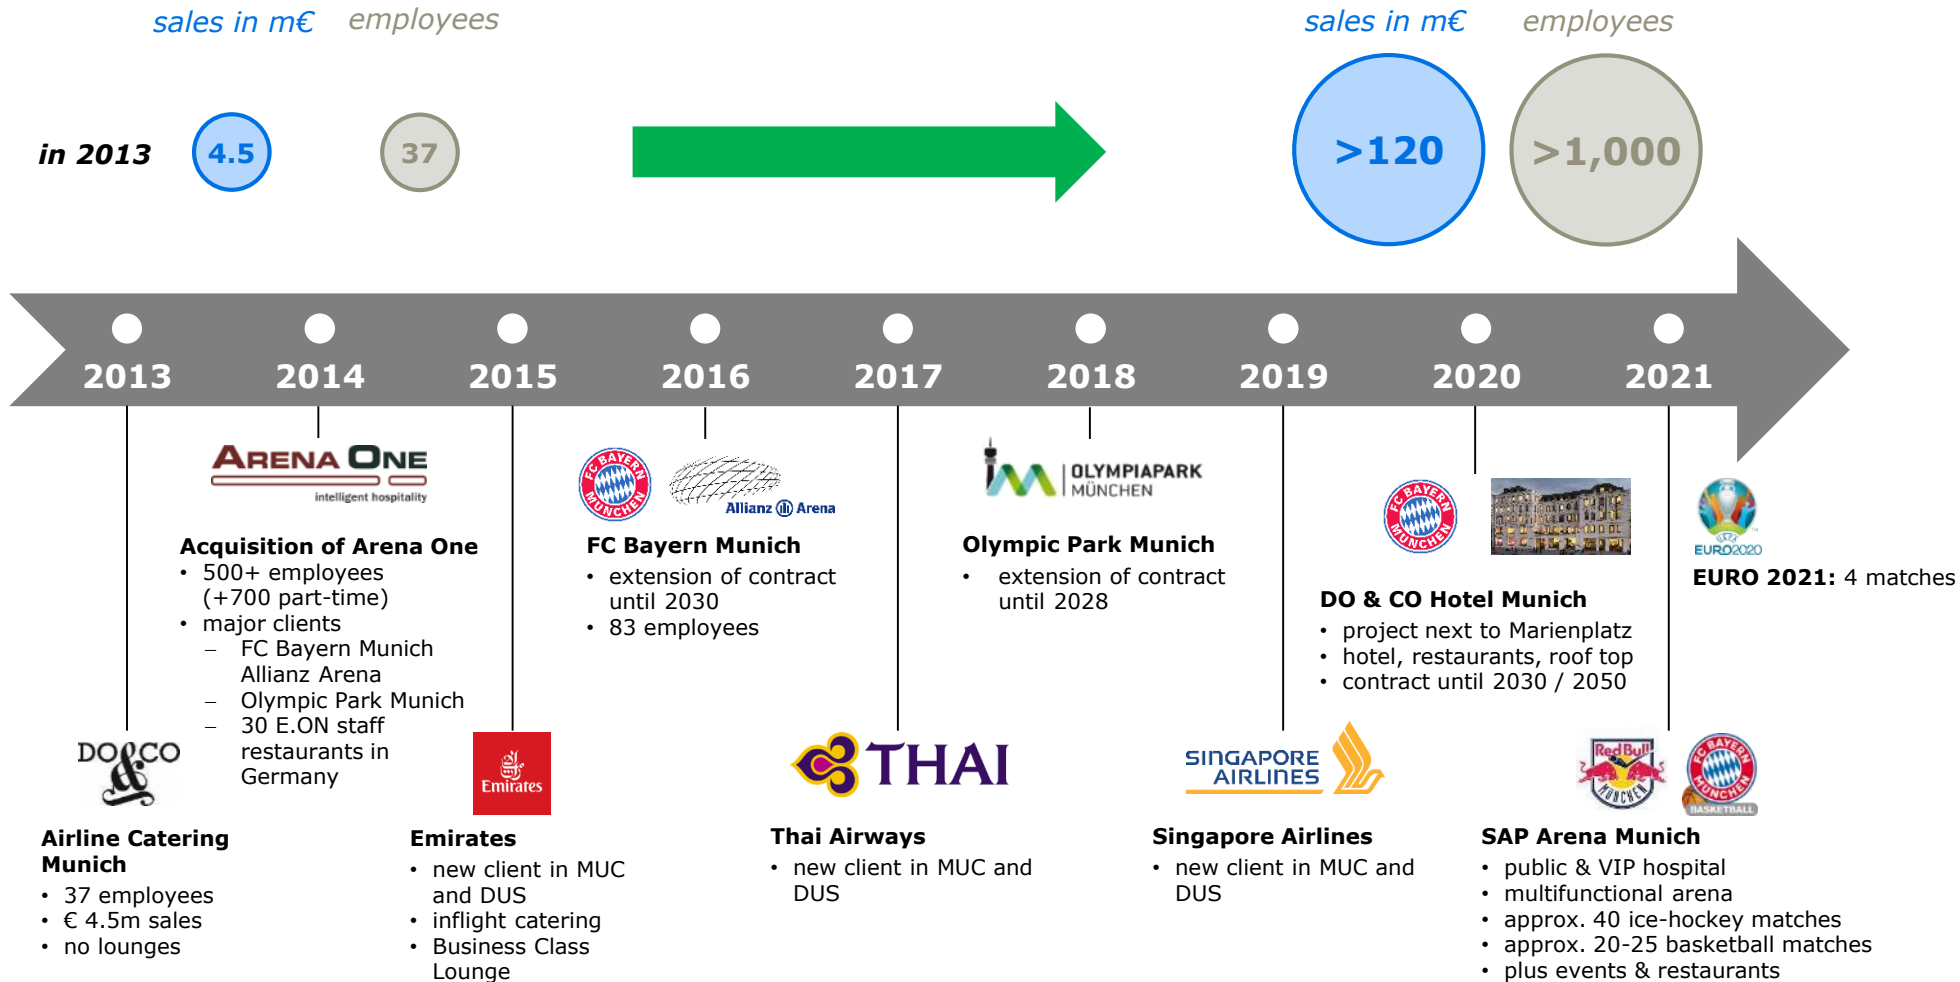 sales in m€ employees
sales in m€ employees
in 2013
4.5
37
>120
>1,000
2013
2014
2015
2016
2017
2018
2019
2020
2021
ARENA ONE
intelligent hospitality
Acquisition of Arena One
• 500+ employees
(+700 part-time)
• major clients
– FC Bayern Munich
Allianz Arena
– Olympic Park Munich
– 30 E.ON staff
restaurants in
Germany
FC BAYERN
MÜNCHEN
Allianz Arena
FC Bayern Munich
• extension of contract
until 2030
• 83 employees
OLYMPIAPARK
MÜNCHEN
Olympic Park Munich
• extension of contract
until 2028
FC BAYERN
MÜNCHEN
DO & CO Hotel Munich
• project next to Marienplatz
• hotel, restaurants, roof top
• contract until 2030 / 2050
UEFA
EURO2020
EURO 2021: 4 matches
DO&CO
Airline Catering
Munich
• 37 employees
• € 4.5m sales
• no lounges
Emirates
Emirates
• new client in MUC
and DUS
• inflight catering
• Business Class
Lounge
THAI
Thai Airways
• new client in MUC and
DUS
SINGAPORE
AIRLINES
Singapore Airlines
• new client in MUC and
DUS
Red Bull
MÜNCHEN
FC BAYERN
MÜNCHEN
BASKETBALL
SAP Arena Munich
• public & VIP hospital
• multifunctional arena
• approx. 40 ice-hockey matches
• approx. 20-25 basketball matches
• plus events & restaurants